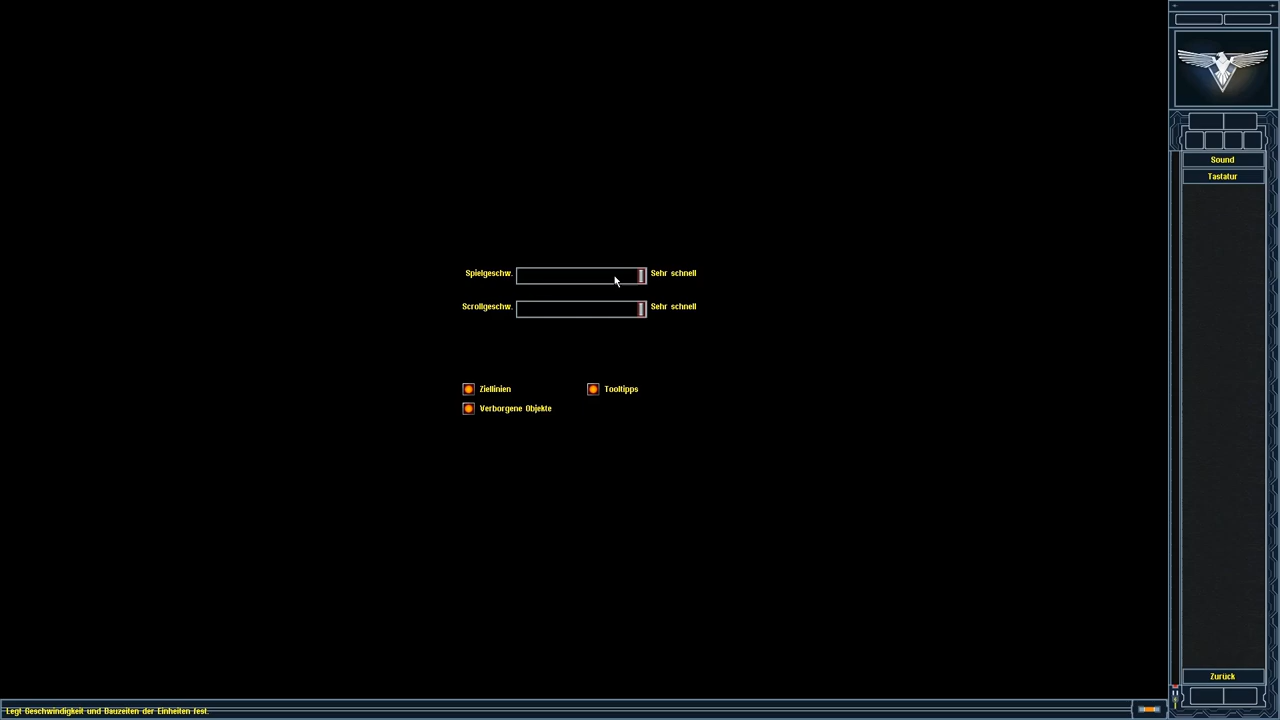 Sound
Tastatur
Spielgeschw. Sehr schnell
Scrollgeschw. Sehr schnell
Ziellinien Tooltipps
Verborgene Objekte
Zurück
Legt Geschwindigkeit und Bauzeiten der Einheiten fest.